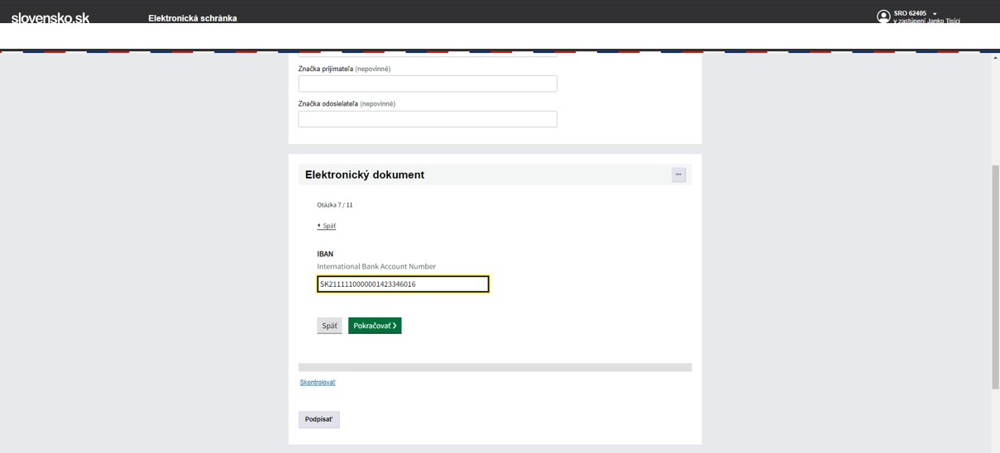 slovensko.sk
Elektronická schránka
SRO 62405
v zastúpení Janko Tisíci
Značka prijímateľa (nepovinné)
Značka odosielateľa (nepovinné)
Elektronický dokument
Otázka 7 / 11
Späť
IBAN
International Bank Account Number
SK2111110000001423346016
Späť
Pokračovať
Skontrolovať
Podpísať